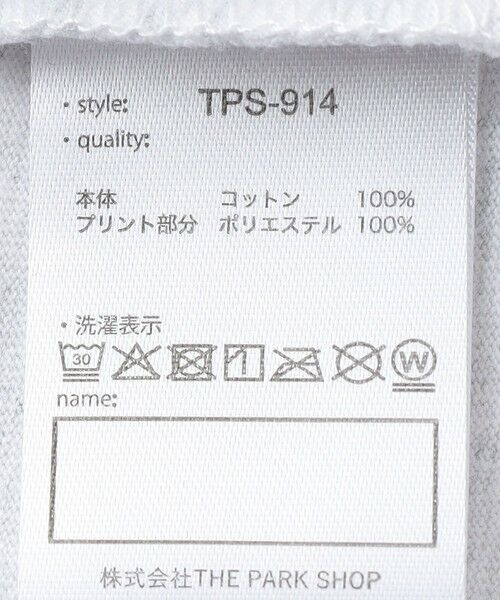 ・style: TPS-914
・quality:
本体 コットン 100%
プリント部分 ポリエステル 100%
・洗濯表示
30 W
name:
株式会社THE PARK SHOP